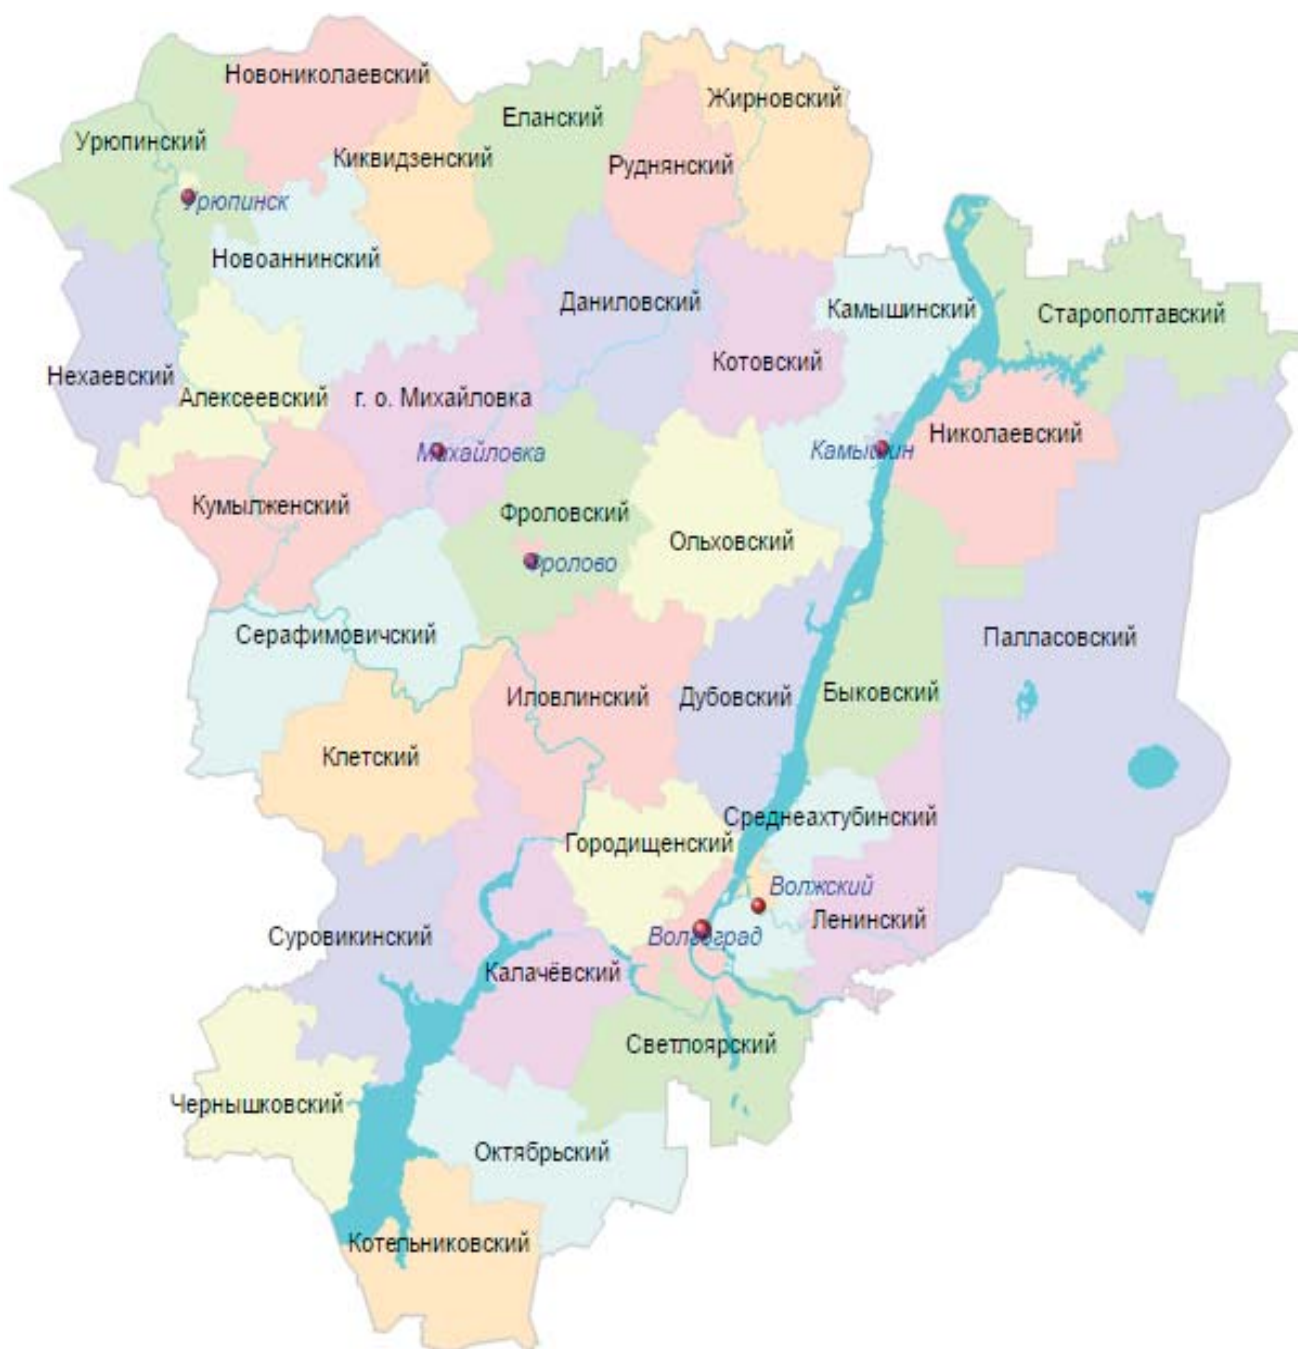 Новониколаевский
Жирновский
Еланский
Урюпинский
Киквидзенский
Руднянский
Урюпинск
Новоаннинский
Даниловский
Камышинский
Старополтавский
Котовский
Нехаевский
Алексеевский
г. о. Михайловка
Николаевский
Михайловка
Камышин
Кумылженский
Фроловский
Ольховский
Фролово
Серафимовичский
Палласовский
Иловлинский
Дубовский
Быковский
Клетский
Среднеахтубинский
Городищенский
Волжский
Ленинский
Суровикинский
Волгоград
Калачёвский
Светлоярский
Чернышковский
Октябрьский
Котельниковский